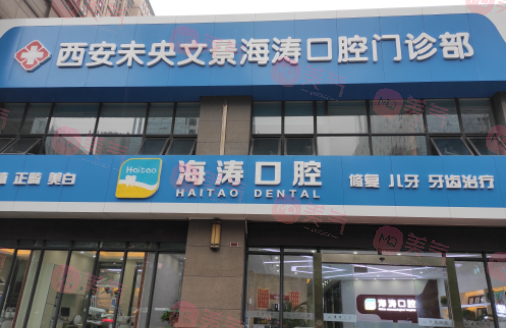 西安未央文景海涛口腔门诊部
正畸 美白
Haitao
海涛口腔
HAITAO DENTAL
修复 儿牙 牙齿治疗
海涛口腔